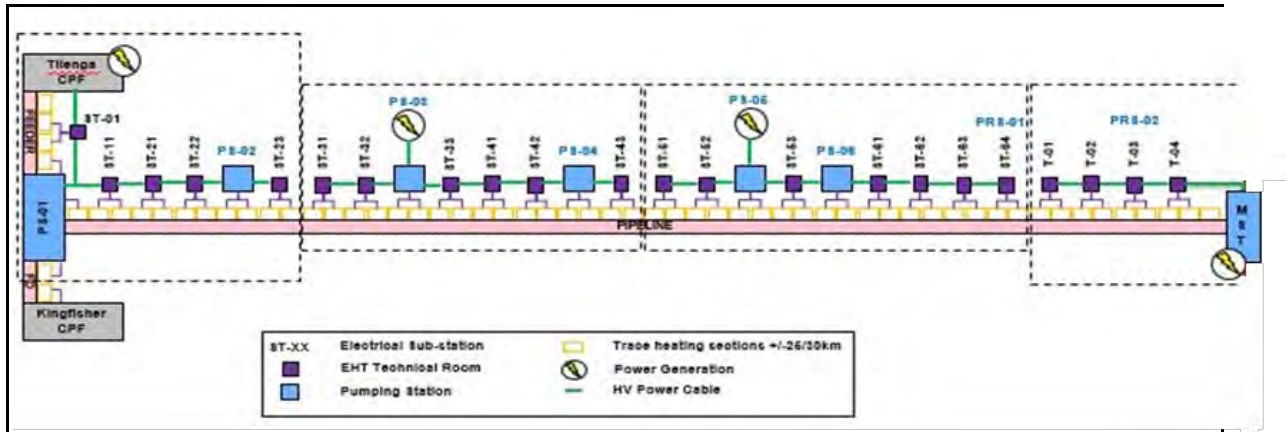 Tilenga
CPF
ST-01
FEEDER
PS-01
Kingfisher
CPF
ST-11
ST-21
ST-22
PS-02
ST-23
ST-31
ST-32
PS-03
ST-33
ST-41
ST-42
PS-04
ST-43
ST-51
ST-52
PS-05
ST-53
PS-06
ST-61
ST-62
ST-63
ST-64
PRS-01
PRS-02
T-01
T-02
T-03
T-04
PIPELINE
MST
ST-XX Electrical Sub-station
EHT Technical Room
Pumping Station
Trace heating sections +/-25/30km
Power Generation
HV Power Cable